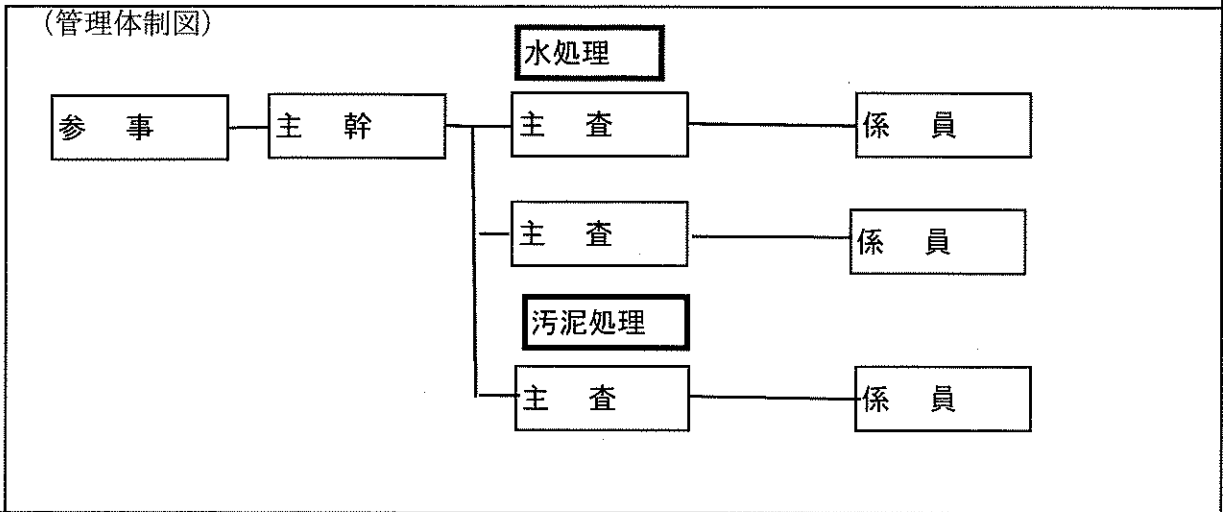 （管理体制図）
水処理
参　事
主　幹
主　査
係　員
主　査
係　員
汚泥処理
主　査
係　員